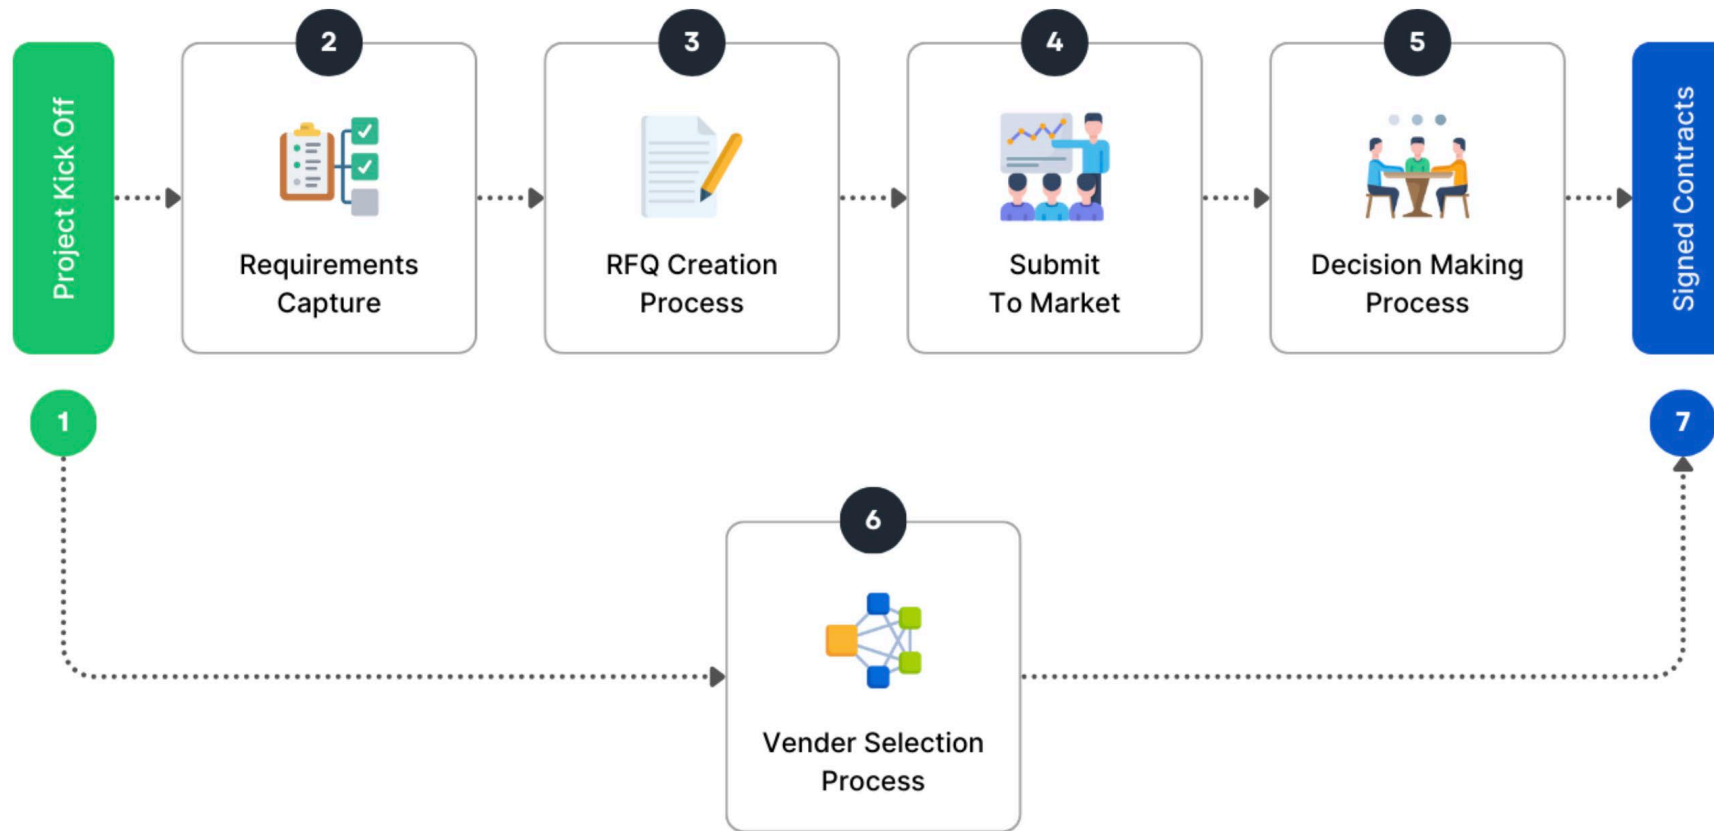 2
3
4
5
Project Kick Off
Requirements
Capture
RFQ Creation
Process
Submit
To Market
Decision Making
Process
Signed Contracts
1
7
6
Vender Selection
Process